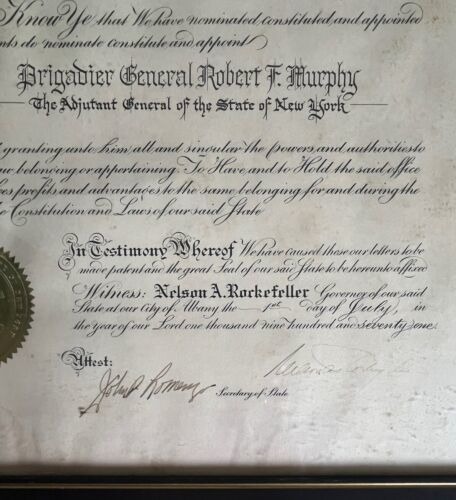 Know Ye that We have nominated constituted and appointed
nts do nominate constitute and appoint
Brigadier General Robert F. Murphy
The Adjutant General of the State of New York
granting unto him all and singular the powers and authorities to
belonging or appertaining. To Have and to Hold the said office
es profits and advantages to the same belonging for and during the
Constitution and Laws of our said State
In Testimony Whereof We have caused these our letters to be
made patent and the great Seal of our said State to be hereunto affixed
Witness: Nelson A. Rockefeller Governor of our said
State at our City of Albany the 1st day of July, in
the year of our Lord one thousand nine hundred and seventy one
Attest:
John P. Lomenzo
Secretary of State